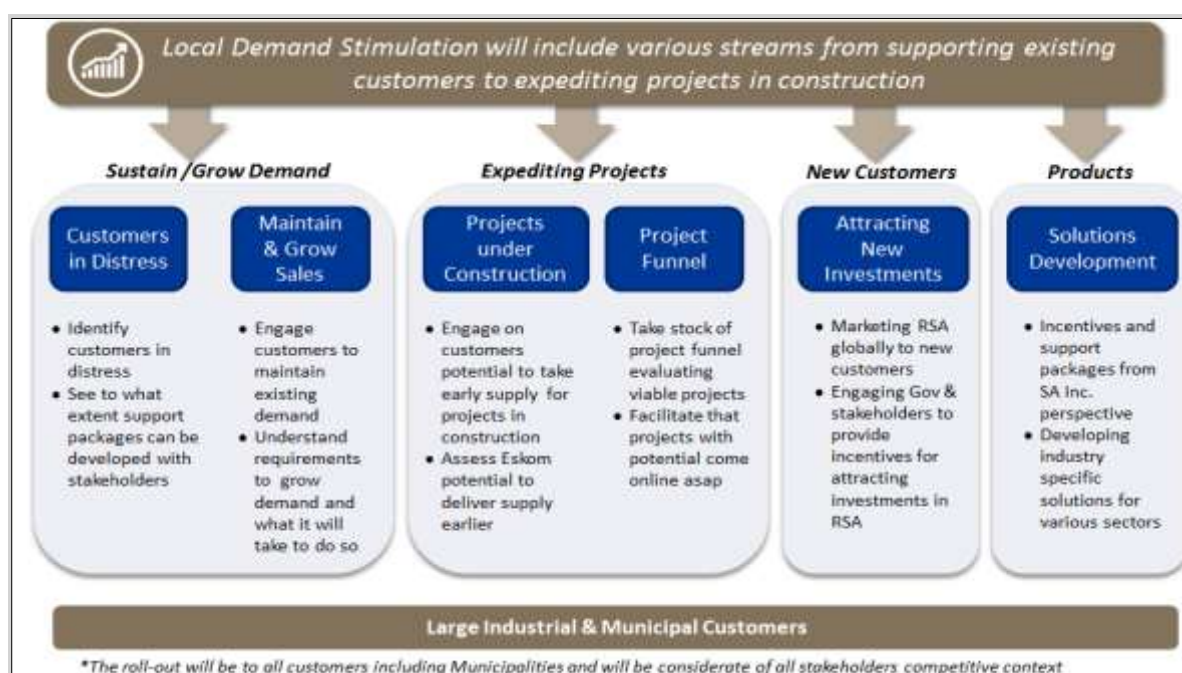 Local Demand Stimulation will include various streams from supporting existing
customers to expediting projects in construction
Sustain /Grow Demand
Customers
in Distress
• Identify
customers in
distress
• See to what
extent support
packages can be
developed with
stakeholders
Maintain
& Grow
Sales
• Engage
customers to
maintain
existing
demand
• Understand
requirements
to grow
demand and
what it will
take to do so
Expediting Projects
Projects
under
Construction
• Engage on
customers
potential to take
early supply for
projects in
construction
• Assess Eskom
potential to
deliver supply
earlier
Project
Funnel
• Take stock of
project funnel
evaluating
viable projects
• Facilitate that
projects with
potential come
online asap
New Customers
Attracting
New
Investments
• Marketing RSA
globally to new
customers
• Engaging Gov &
stakeholders to
provide
incentives for
attracting
investments in
RSA
Products
Solutions
Development
• Incentives and
support
packages from
SA Inc.
perspective
• Developing
industry
specific
solutions for
various sectors
Large Industrial & Municipal Customers
*The roll-out will be to all customers including Municipalities and will be considerate of all stakeholders competitive context